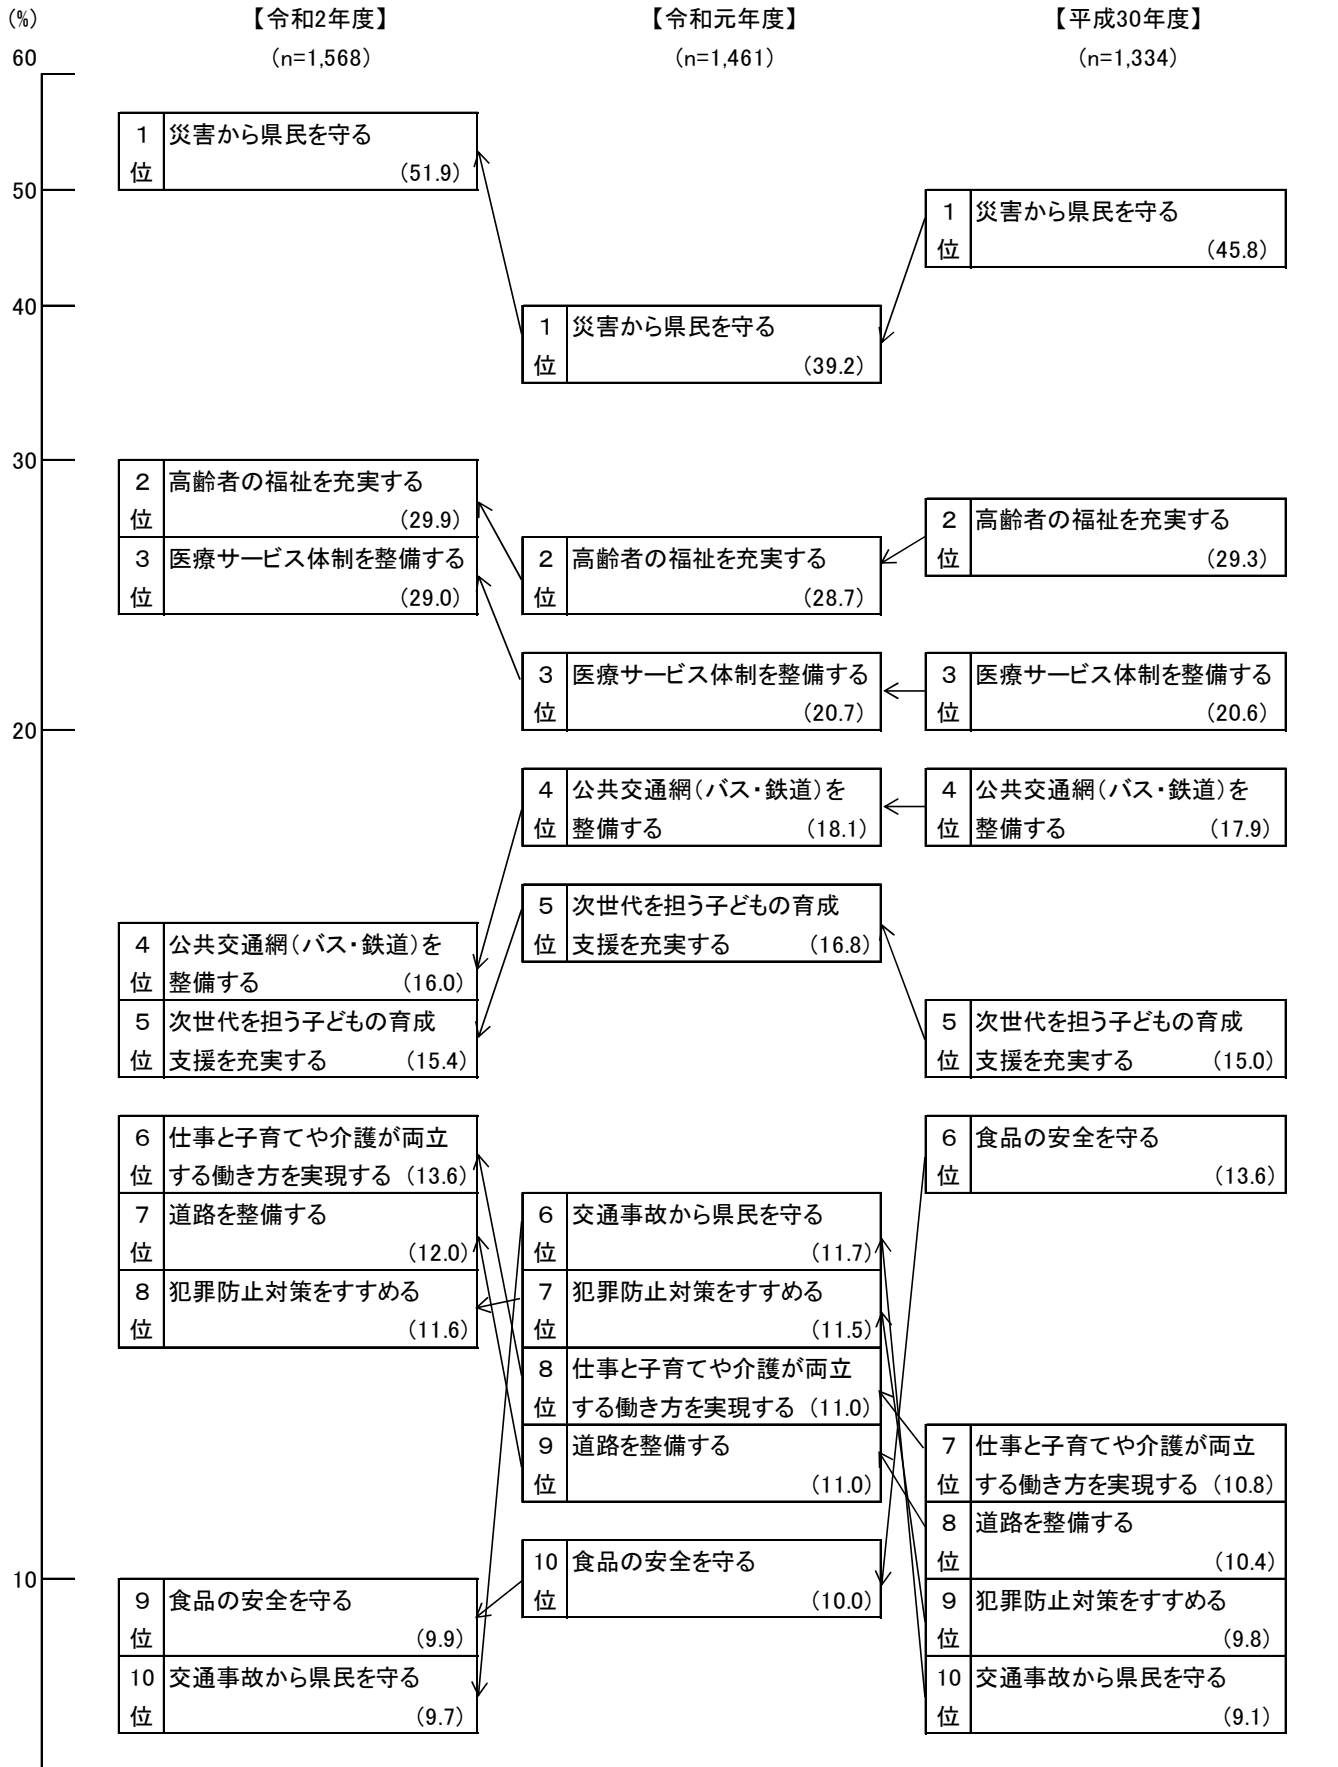 (%)
【令和2年度】
【令和元年度】
【平成30年度】
(n=1,568)
(n=1,461)
(n=1,334)
60
50
40
30
20
10
1位
災害から県民を守る
(51.9)
2位
高齢者の福祉を充実する
(29.9)
3位
医療サービス体制を整備する
(29.0)
4位
公共交通網(バス・鉄道)を
整備する (16.0)
5位
次世代を担う子どもの育成
支援を充実する (15.4)
6位
仕事と子育てや介護が両立
する働き方を実現する (13.6)
7位
道路を整備する
(12.0)
8位
犯罪防止対策をすすめる
(11.6)
9位
食品の安全を守る
(9.9)
10位
交通事故から県民を守る
(9.7)
1位
災害から県民を守る
(39.2)
2位
高齢者の福祉を充実する
(28.7)
3位
医療サービス体制を整備する
(20.7)
4位
公共交通網(バス・鉄道)を
整備する (18.1)
5位
次世代を担う子どもの育成
支援を充実する (16.8)
6位
交通事故から県民を守る
(11.7)
7位
犯罪防止対策をすすめる
(11.5)
8位
仕事と子育てや介護が両立
する働き方を実現する (11.0)
9位
道路を整備する
(11.0)
10位
食品の安全を守る
(10.0)
1位
災害から県民を守る
(45.8)
2位
高齢者の福祉を充実する
(29.3)
3位
医療サービス体制を整備する
(20.6)
4位
公共交通網(バス・鉄道)を
整備する (17.9)
5位
次世代を担う子どもの育成
支援を充実する (15.0)
6位
食品の安全を守る
(13.6)
7位
仕事と子育てや介護が両立
する働き方を実現する (10.8)
8位
道路を整備する
(10.4)
9位
犯罪防止対策をすすめる
(9.8)
10位
交通事故から県民を守る
(9.1)